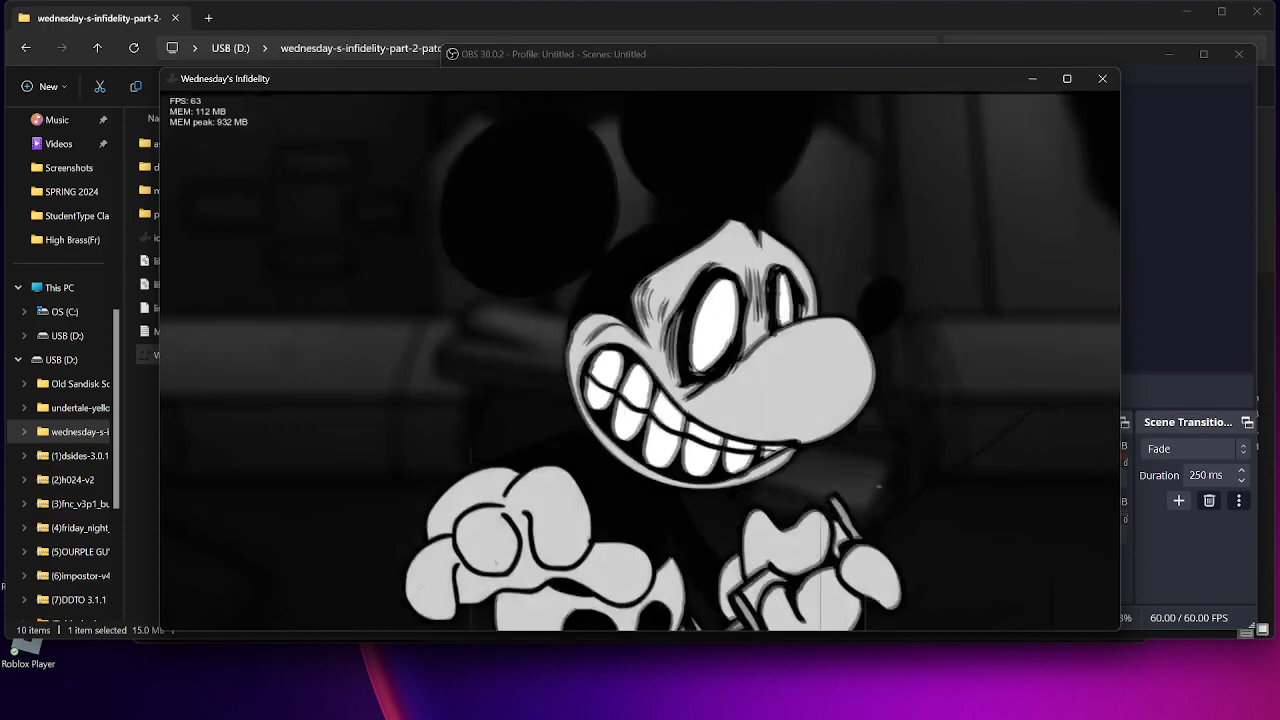 wednesday-s-infidelity-part-2-
USB (D:)
wednesday-s-infidelity-part-2-patc
OBS 30.0.2 - Profile: Untitled - Scenes: Untitled
Wednesday's Infidelity
New
FPS: 63
MEM: 112 MB
MEM peak: 932 MB
Music
Videos
Screenshots
SPRING 2024
StudentType Cla
High Brass(Fr)
This PC
OS (C:)
USB (D:)
USB (D:)
Old Sandisk Sc
undertale-yello
wednesday-s-i
(1)dsides-3.0.1
(2)h024-v2
(3)fnc_v3p1_bu
(4)friday_night_
(5)OURPLE GU
(6)impostor-v4
(7)DDTO 3.1.1
Scene Transitio...
Fade
Duration 250 ms
60.00 / 60.00 FPS
10 items
1 item selected 15.0 MB
Roblox Player